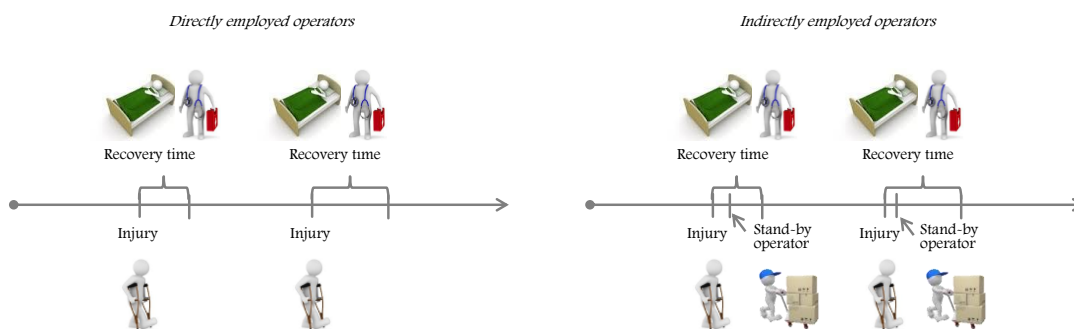 Directly employed operators
Indirectly employed operators
Recovery time
Recovery time
Recovery time
Recovery time
Injury
Injury
Injury
Stand-by
operator
Injury
Stand-by
operator